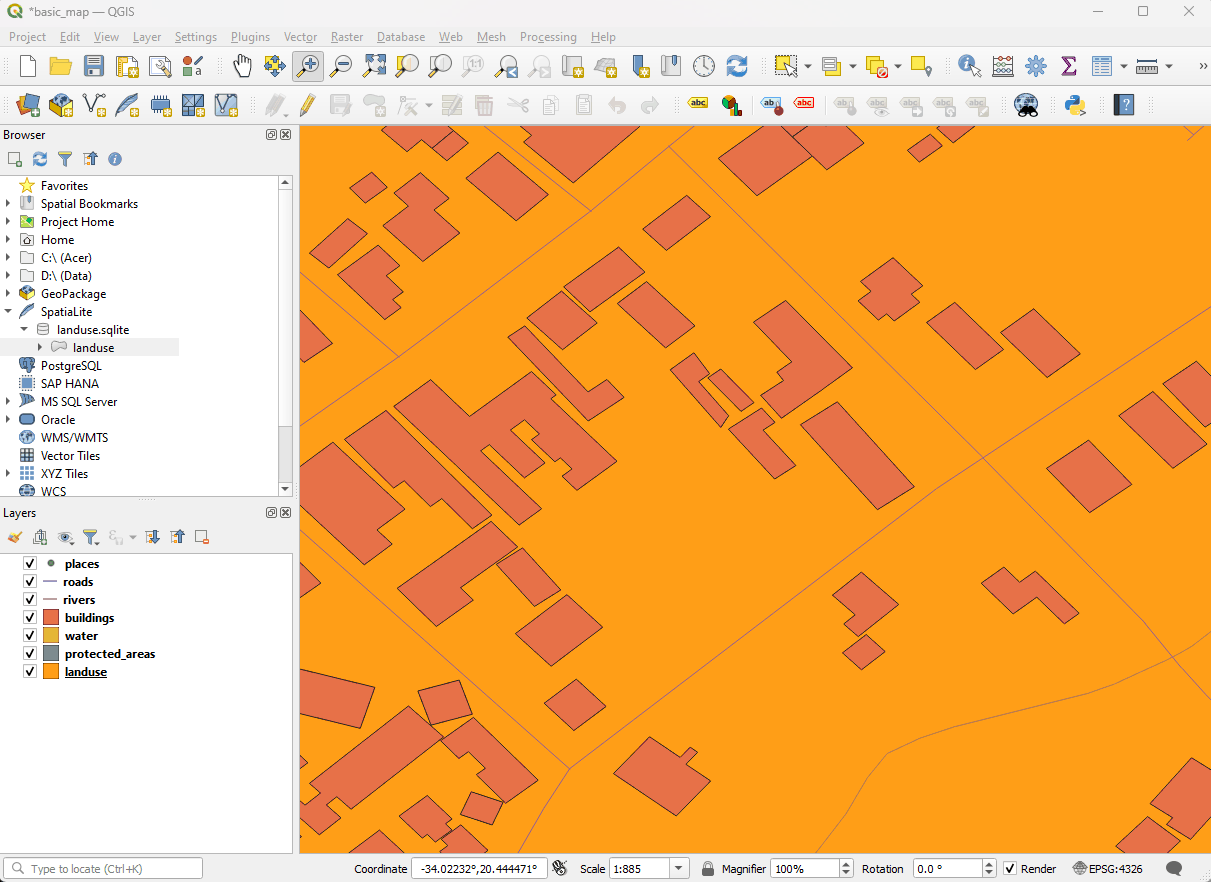 *basic_map — QGIS
Project Edit View Layer Settings Plugins Vector Raster Database Web Mesh Processing Help
Browser
Favorites
Spatial Bookmarks
Project Home
Home
C:\ (Acer)
D:\ (Data)
GeoPackage
SpatiaLite
landuse.sqlite
landuse
PostgreSQL
SAP HANA
MS SQL Server
Oracle
WMS/WMTS
Vector Tiles
XYZ Tiles
WCS
Layers
places
roads
rivers
buildings
water
protected_areas
landuse
Type to locate (Ctrl+K) Coordinate -34.02232°,20.444471° Scale 1:885 Magnifier 100% Rotation 0.0 ° Render EPSG:4326